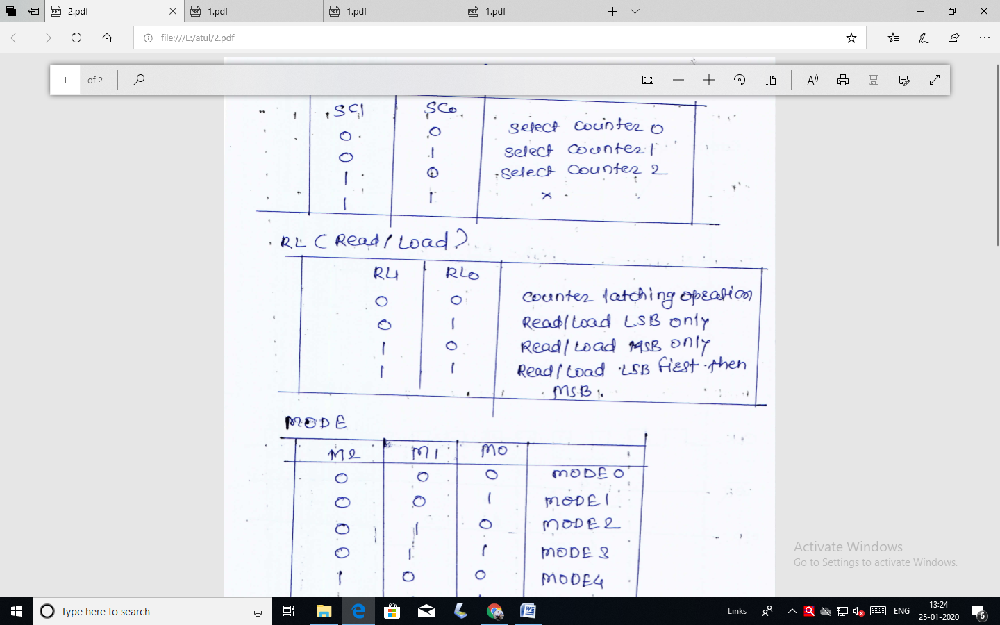 2.pdf
1.pdf
1.pdf
1.pdf
file:///E:/atul/2.pdf
1 of 2
SC1 SC0
0 0 Select Counter 0
0 1 Select Counter 1
1 0 Select Counter 2
1 1 x
RL (Read/Load)
RL1 RL0
0 0 Counter latching operation
0 1 Read/Load LSB only
1 0 Read/Load MSB only
1 1 Read/Load LSB first then
MSB.
MODE
M2 M1 M0
0 0 0 MODE 0
0 0 1 MODE 1
0 1 0 MODE 2
0 1 1 MODE 3
1 0 0 MODE4
Activate Windows
Go to Settings to activate Windows.
Type here to search
Links
ENG
13:24
25-01-2020
6